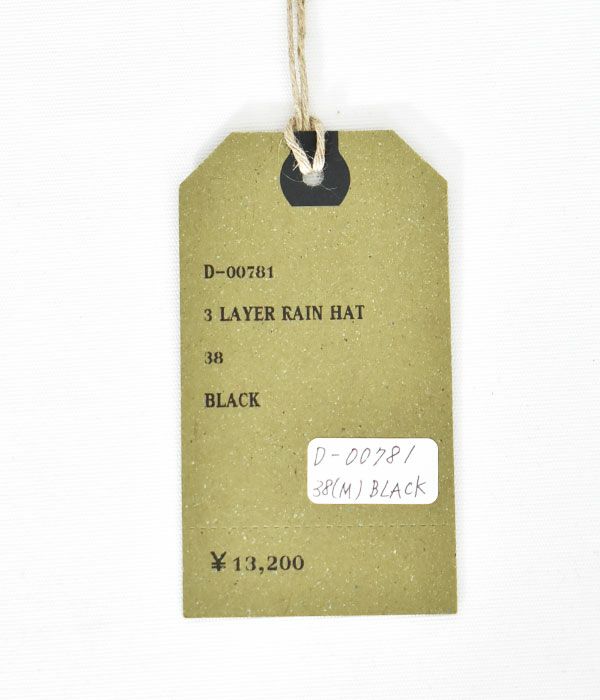 D-00781
3 LAYER RAIN HAT
38
BLACK
D-00781
38(M) BLACK
¥13,200